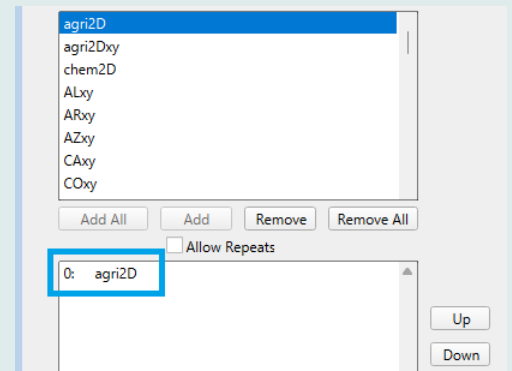 agri2D
agri2Dxy
chem2D
ALxy
ARxy
AZxy
CAxy
COxy
Add All Add Remove Remove All
Allow Repeats
0: agri2D
Up
Down